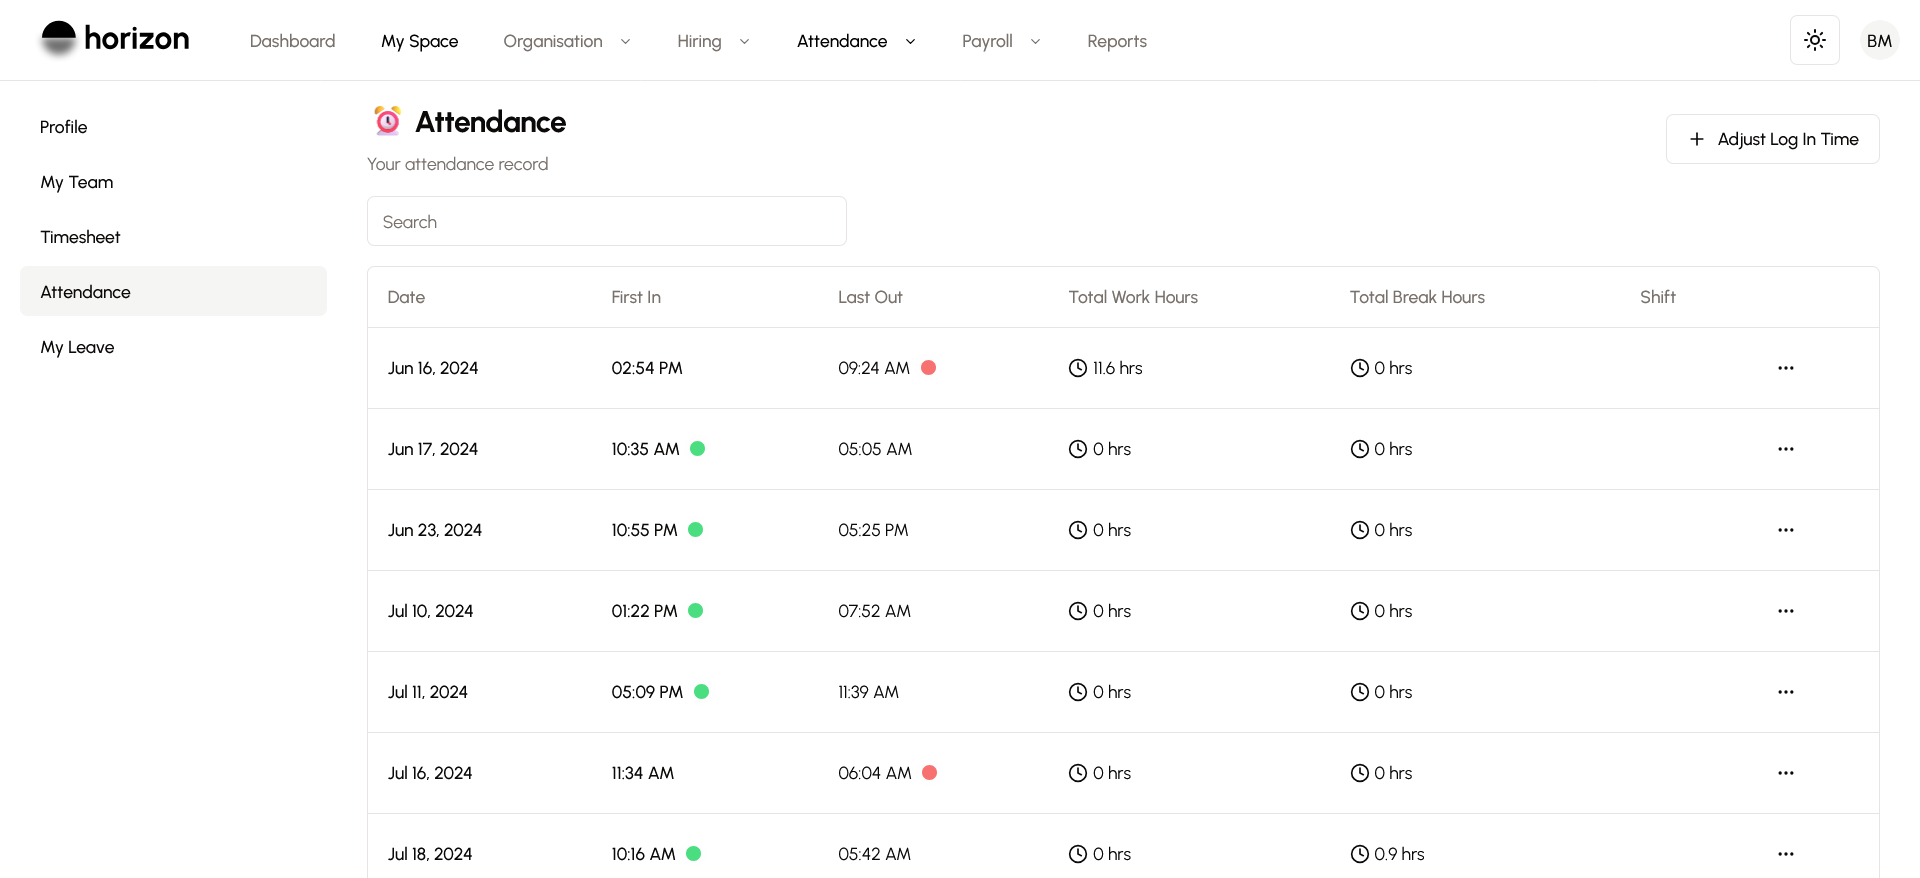 horizon
Dashboard My Space Organisation Hiring Attendance Payroll Reports BM
Profile
My Team
Timesheet
Attendance
My Leave
Attendance
Your attendance record
Adjust Log In Time
Search
Date First In Last Out Total Work Hours Total Break Hours Shift
Jun 16, 2024 02:54 PM 09:24 AM 11.6 hrs 0 hrs
Jun 17, 2024 10:35 AM 05:05 AM 0 hrs 0 hrs
Jun 23, 2024 10:55 PM 05:25 PM 0 hrs 0 hrs
Jul 10, 2024 01:22 PM 07:52 AM 0 hrs 0 hrs
Jul 11, 2024 05:09 PM 11:39 AM 0 hrs 0 hrs
Jul 16, 2024 11:34 AM 06:04 AM 0 hrs 0 hrs
Jul 18, 2024 10:16 AM 05:42 AM 0 hrs 0.9 hrs